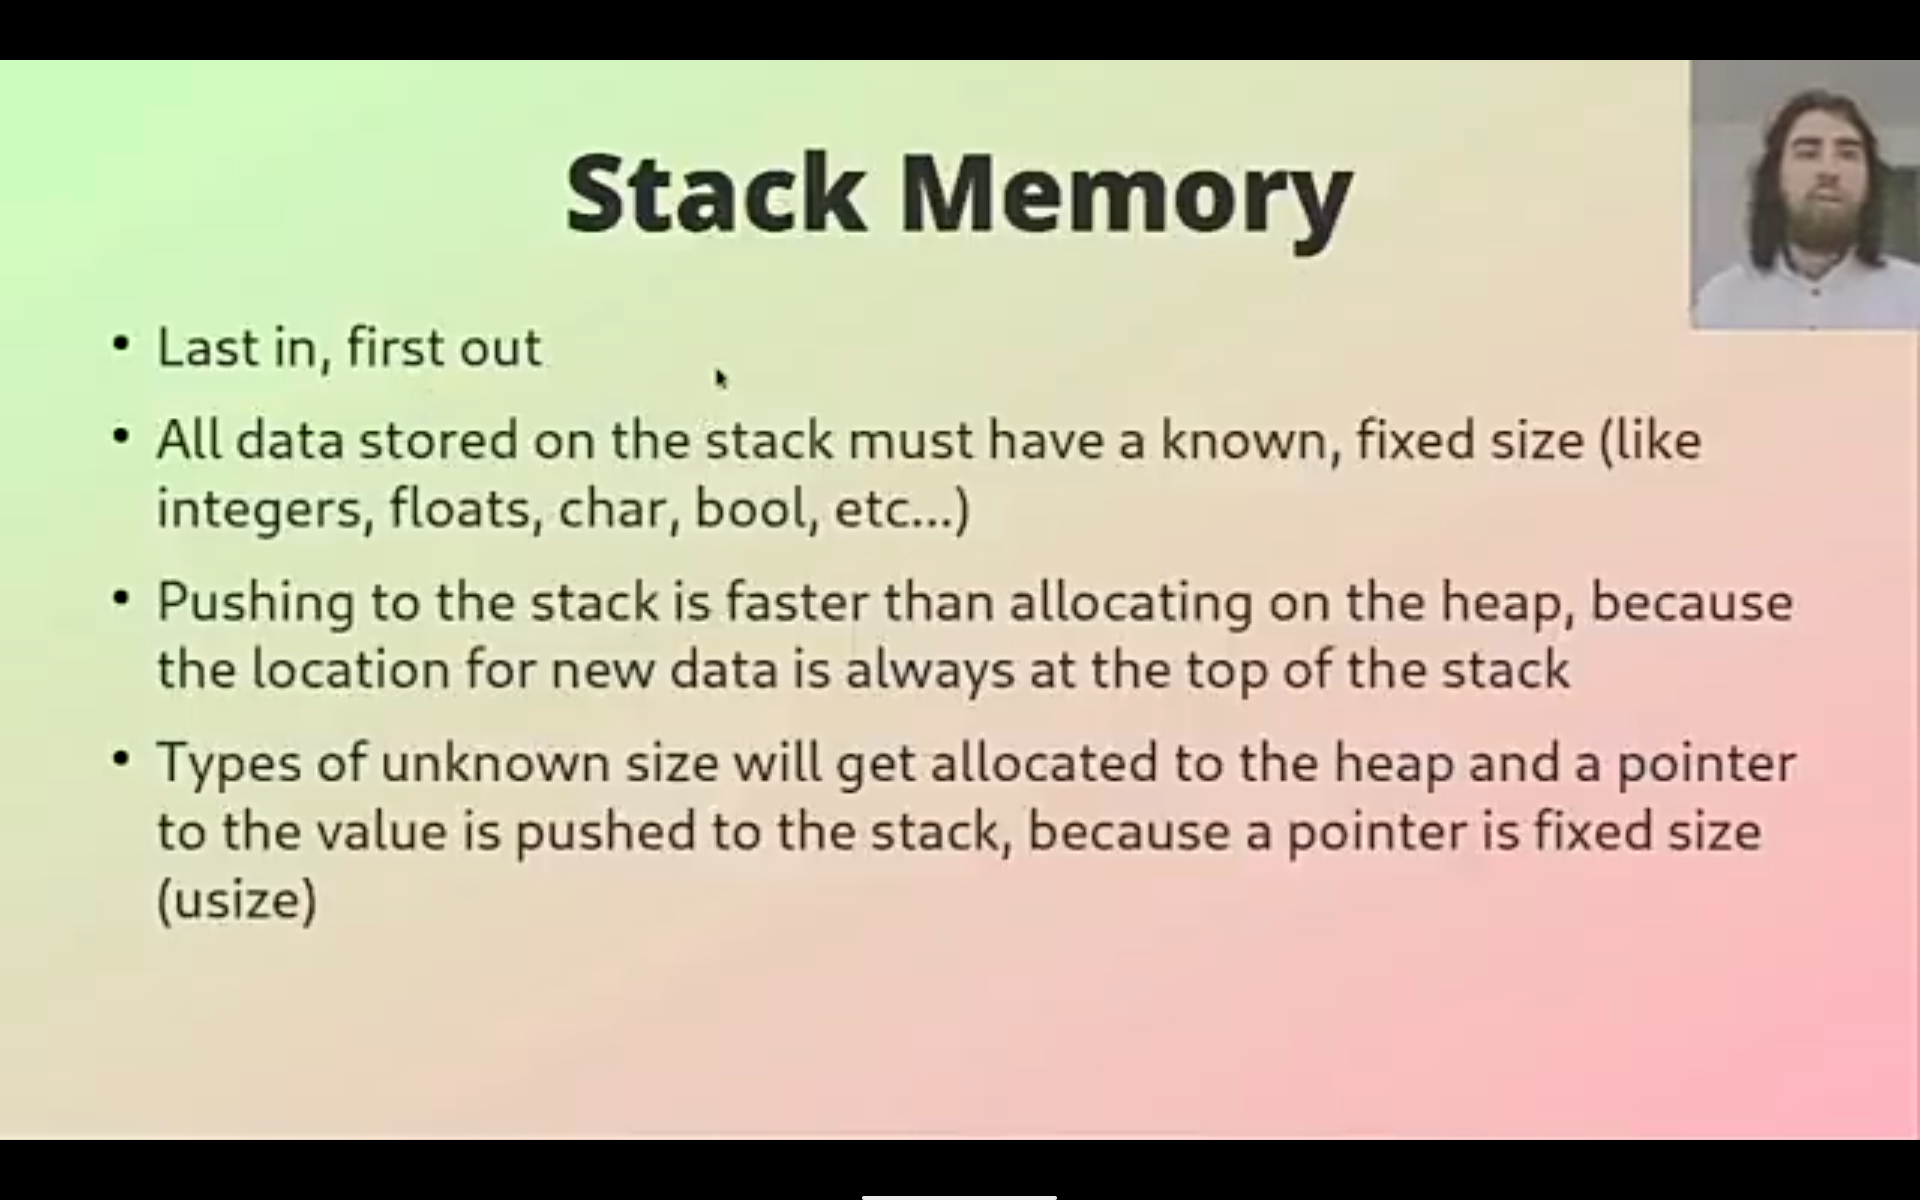 Stack Memory
• Last in, first out
• All data stored on the stack must have a known, fixed size (like
integers, floats, char, bool, etc...)
• Pushing to the stack is faster than allocating on the heap, because
the location for new data is always at the top of the stack
• Types of unknown size will get allocated to the heap and a pointer
to the value is pushed to the stack, because a pointer is fixed size
(usize)